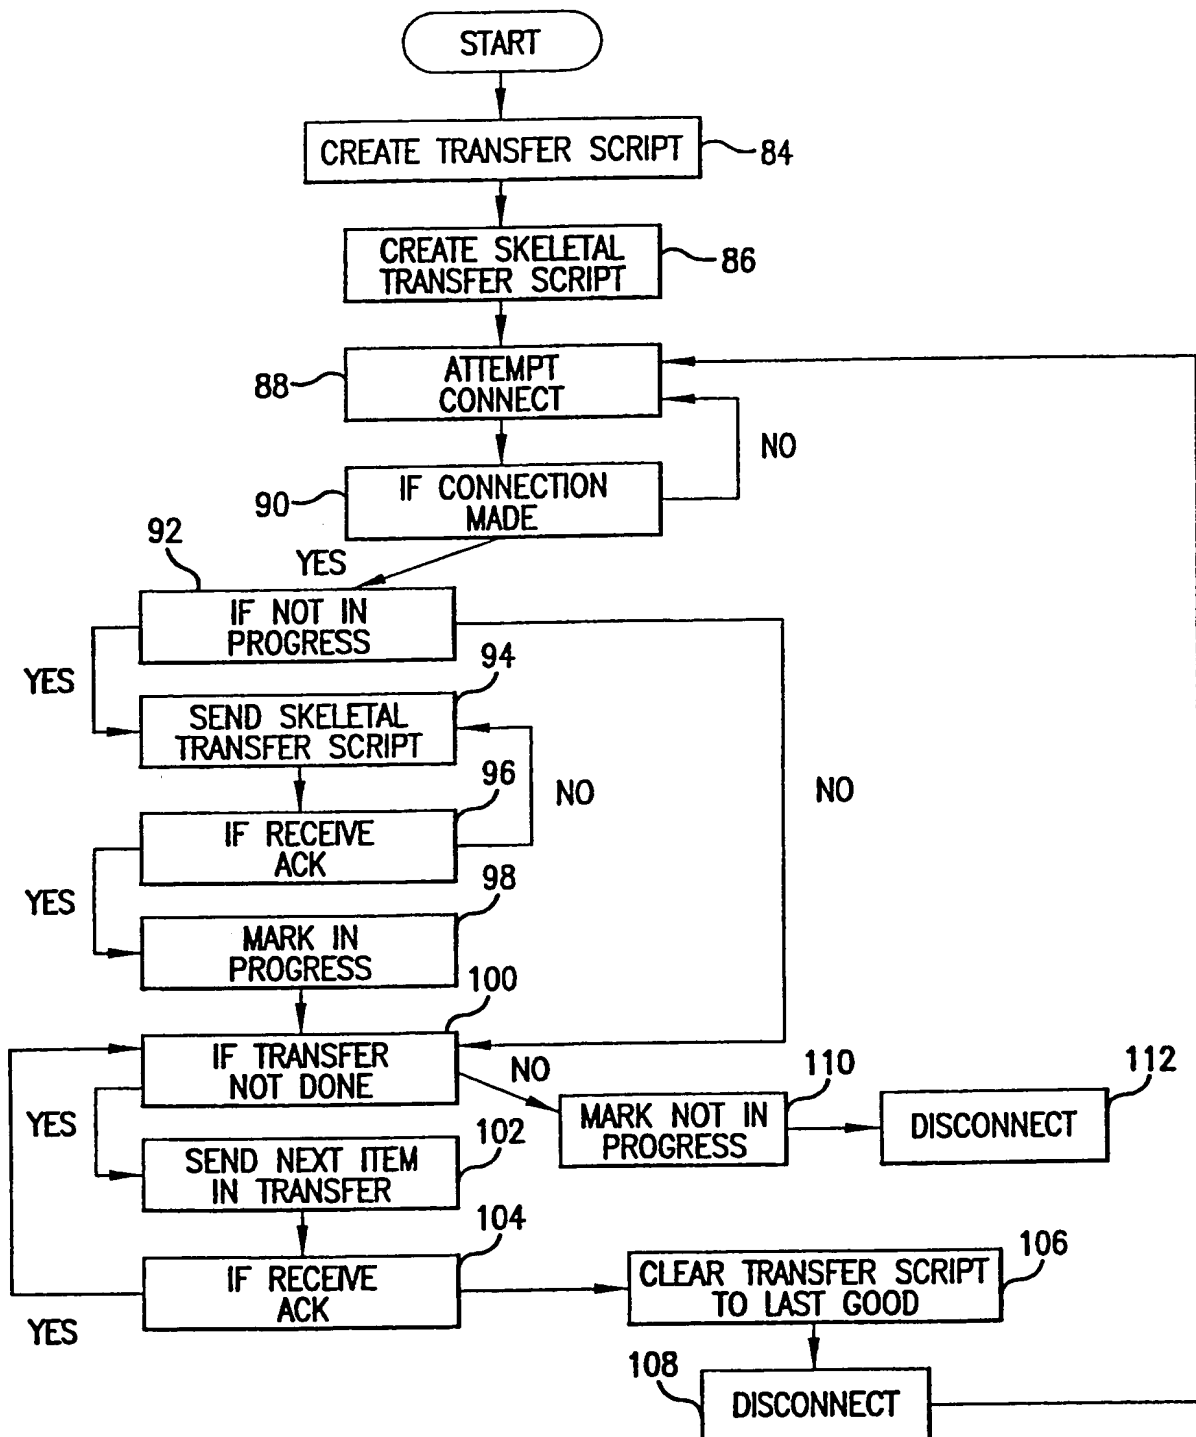 START
CREATE TRANSFER SCRIPT
84
CREATE SKELETAL
TRANSFER SCRIPT
86
88
ATTEMPT
CONNECT
NO
90
IF CONNECTION
MADE
92
YES
IF NOT IN
PROGRESS
YES
94
SEND SKELETAL
TRANSFER SCRIPT
NO
NO
96
IF RECEIVE
ACK
YES
98
MARK IN
PROGRESS
100
IF TRANSFER
NOT DONE
NO
110
112
MARK NOT IN
PROGRESS
DISCONNECT
YES
102
SEND NEXT ITEM
IN TRANSFER
104
IF RECEIVE
ACK
YES
106
CLEAR TRANSFER SCRIPT
TO LAST GOOD
108
DISCONNECT